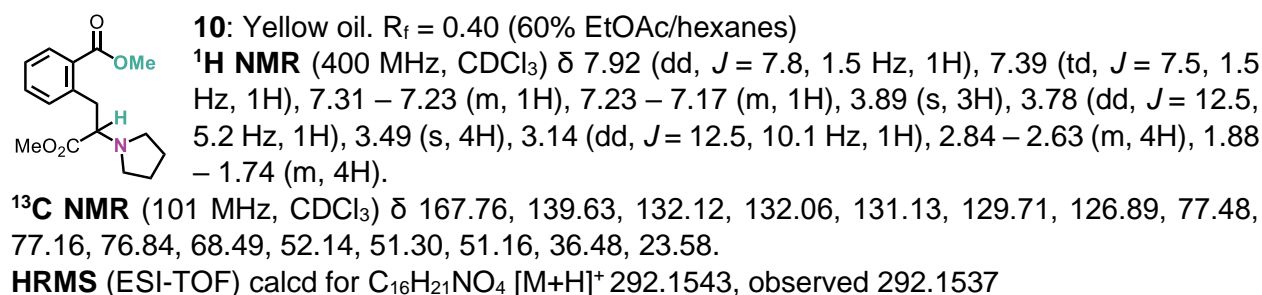 O
OMe
H
MeO₂C
N
10: Yellow oil. Rf = 0.40 (60% EtOAc/hexanes)
¹H NMR (400 MHz, CDCl₃) δ 7.92 (dd, J = 7.8, 1.5 Hz, 1H), 7.39 (td, J = 7.5, 1.5
Hz, 1H), 7.31 – 7.23 (m, 1H), 7.23 – 7.17 (m, 1H), 3.89 (s, 3H), 3.78 (dd, J = 12.5,
5.2 Hz, 1H), 3.49 (s, 4H), 3.14 (dd, J = 12.5, 10.1 Hz, 1H), 2.84 – 2.63 (m, 4H), 1.88
– 1.74 (m, 4H).
¹³C NMR (101 MHz, CDCl₃) δ 167.76, 139.63, 132.12, 132.06, 131.13, 129.71, 126.89, 77.48,
77.16, 76.84, 68.49, 52.14, 51.30, 51.16, 36.48, 23.58.
HRMS (ESI-TOF) calcd for C₁₆H₂₁NO₄ [M+H]⁺ 292.1543, observed 292.1537